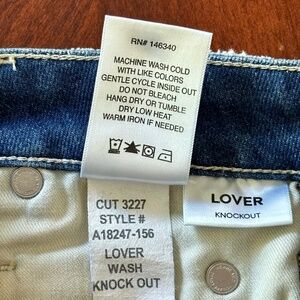 RN# 146340
MACHINE WASH COLD
WITH LIKE COLORS
GENTLE CYCLE INSIDE OUT
DO NOT BLEACH
HANG DRY OR TUMBLE
DRY LOW HEAT
WARM IRON IF NEEDED
CUT 3227
STYLE #
A18247-156
LOVER
WASH
KNOCK OUT
LOVER
KNOCKOUT